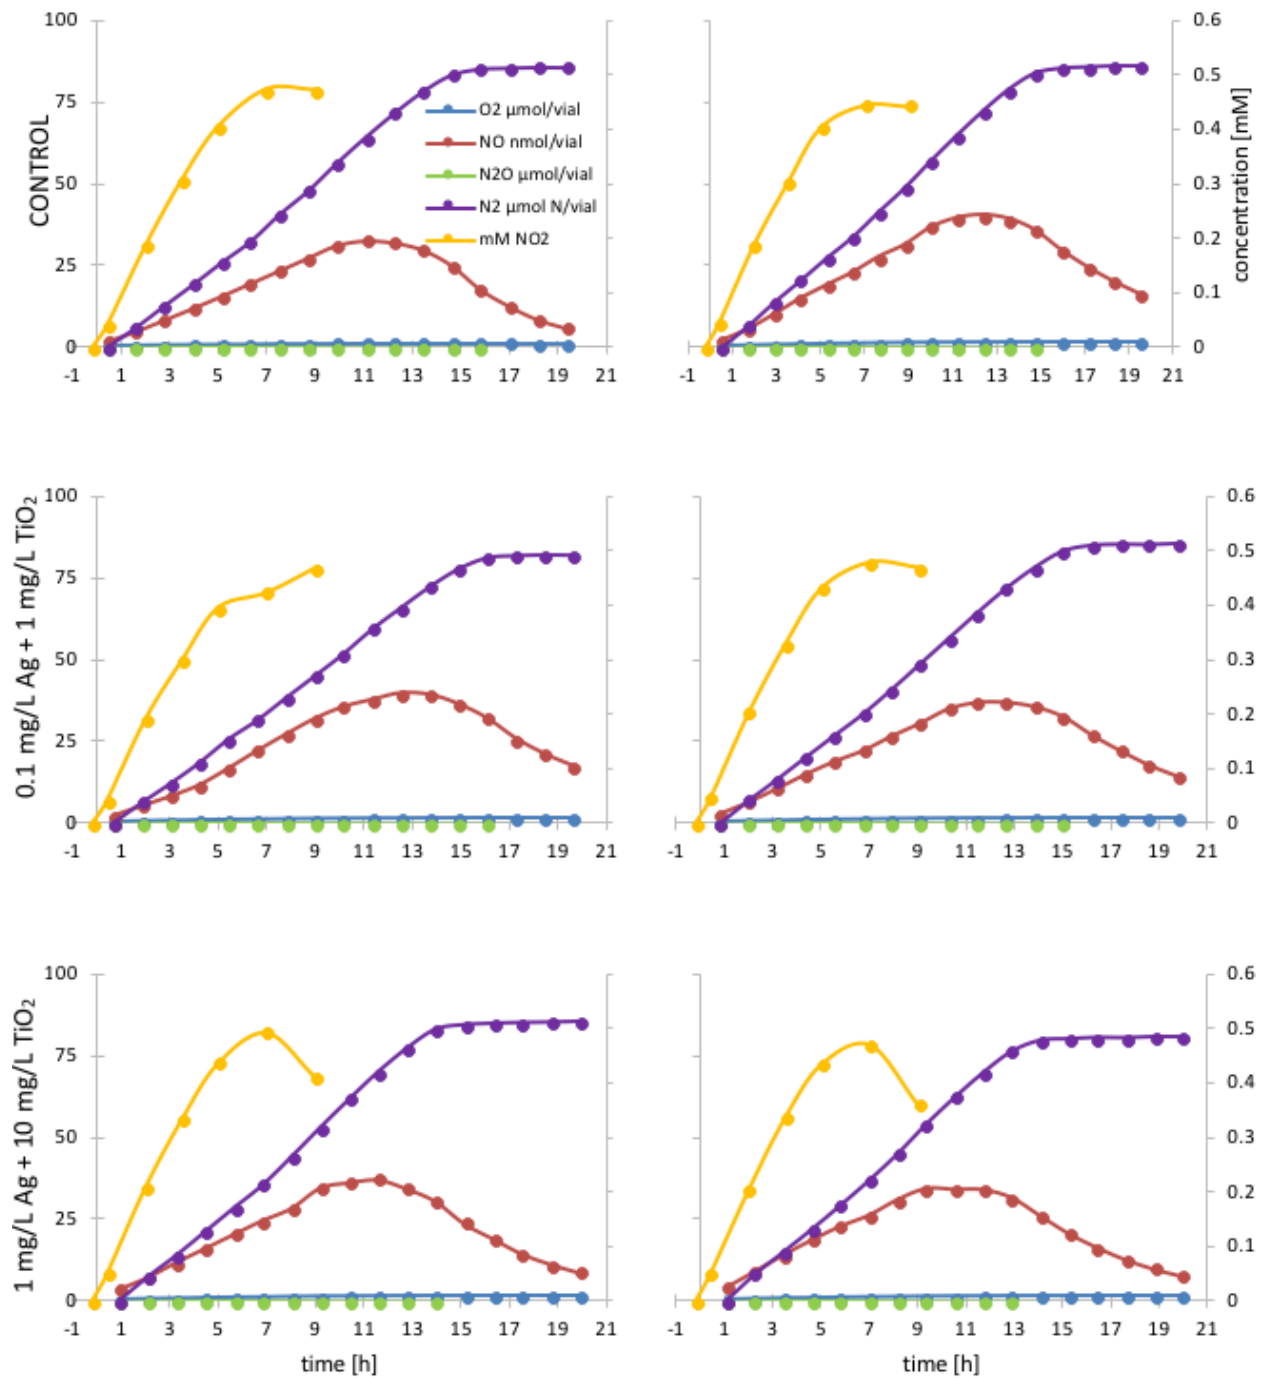 CONTROL
100
75
50
25
0
-1 1 3 5 7 9 11 13 15 17 19 21
O2 µmol/vial
NO nmol/vial
N2O µmol/vial
N2 µmol N/vial
mM NO2
-1 1 3 5 7 9 11 13 15 17 19 21
0.6
0.5
0.4
0.3
0.2
0.1
0
concentration [mM]
0.1 mg/L Ag + 1 mg/L TiO₂
100
75
50
25
0
-1 1 3 5 7 9 11 13 15 17 19 21
-1 1 3 5 7 9 11 13 15 17 19 21
0.6
0.5
0.4
0.3
0.2
0.1
0
1 mg/L Ag + 10 mg/L TiO₂
100
75
50
25
0
-1 1 3 5 7 9 11 13 15 17 19 21
time [h]
-1 1 3 5 7 9 11 13 15 17 19 21
time [h]
0.6
0.5
0.4
0.3
0.2
0.1
0